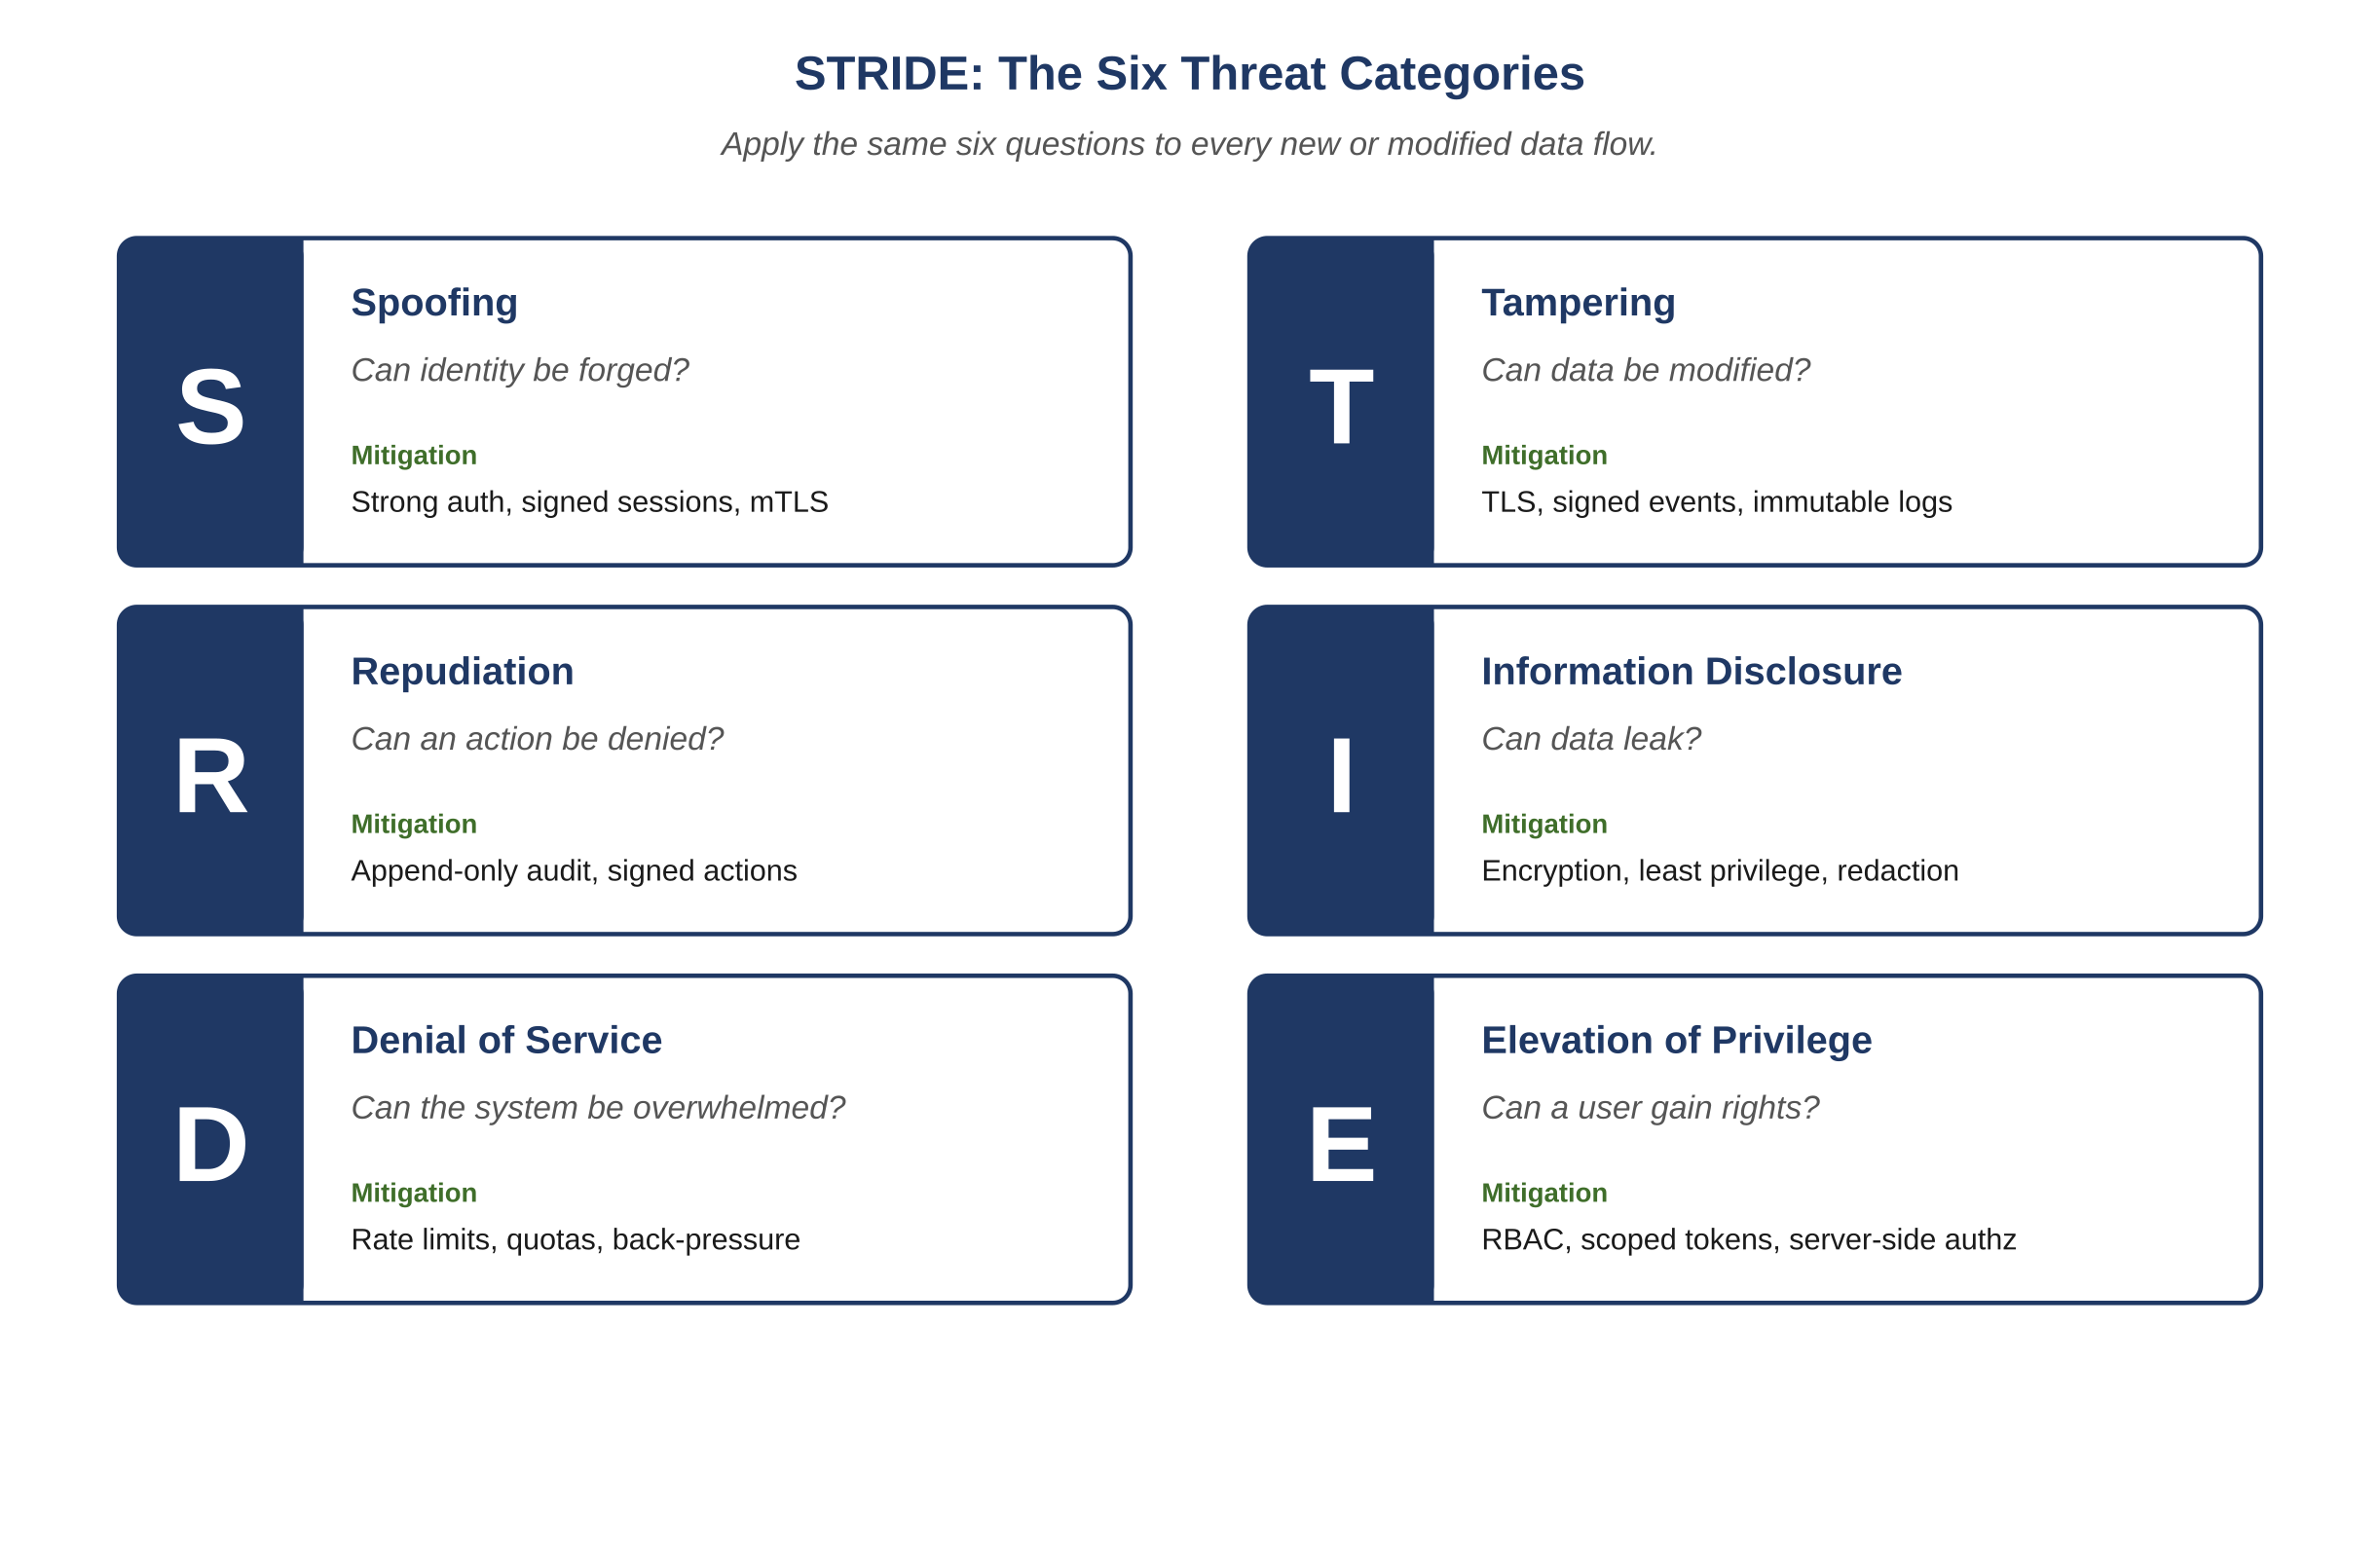 STRIDE: The Six Threat Categories
Apply the same six questions to every new or modified data flow.
S
Spoofing
Can identity be forged?
Mitigation
Strong auth, signed sessions, mTLS
T
Tampering
Can data be modified?
Mitigation
TLS, signed events, immutable logs
R
Repudiation
Can an action be denied?
Mitigation
Append-only audit, signed actions
I
Information Disclosure
Can data leak?
Mitigation
Encryption, least privilege, redaction
D
Denial of Service
Can the system be overwhelmed?
Mitigation
Rate limits, quotas, back-pressure
E
Elevation of Privilege
Can a user gain rights?
Mitigation
RBAC, scoped tokens, server-side authz